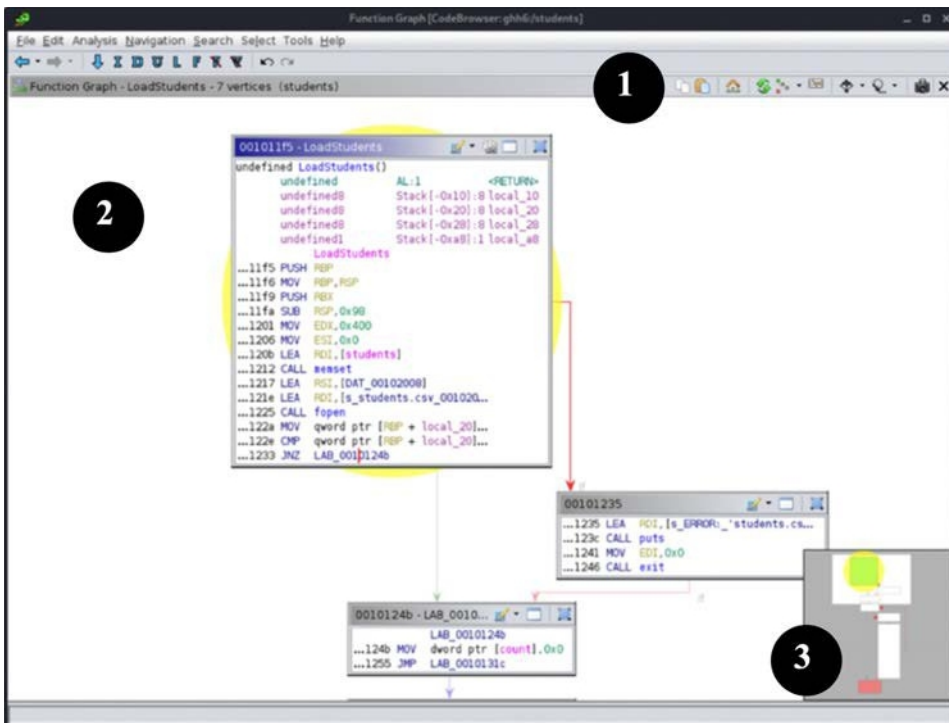 Function Graph [CodeBrowser: ghh6:/students]
File Edit Analysis Navigation Search Select Tools Help
I D U L F
Function Graph - LoadStudents - 7 vertices (students)
1
2
001011f5 - LoadStudents
undefined LoadStudents()
undefined AL:1 <RETURN>
undefined8 Stack[-0x10]:8 local_10
undefined8 Stack[-0x20]:8 local_20
undefined8 Stack[-0x28]:8 local_28
undefined1 Stack[-0xa8]:1 local_a8
LoadStudents
...11f5 PUSH RBP
...11f6 MOV RBP,RSP
...11f9 PUSH RBX
...11fa SUB RSP,0x98
...1201 MOV EDX,0x400
...1206 MOV ESI,0x0
...120b LEA RDI,[students]
...1212 CALL memset
...1217 LEA RSI,[DAT_00102008]
...121e LEA RDI,[s_students.csv_001020...
...1225 CALL fopen
...122a MOV qword ptr [RBP + local_20]...
...122e CMP qword ptr [RBP + local_20]...
...1233 JNZ LAB_0010124b
00101235
...1235 LEA RDI,[s_ERROR:_'students.cs...
...123c CALL puts
...1241 MOV EDI,0x0
...1246 CALL exit
0010124b - LAB_0010...
LAB_0010124b
...124b MOV dword ptr [count],0x0
...1255 JMP LAB_0010131c
3